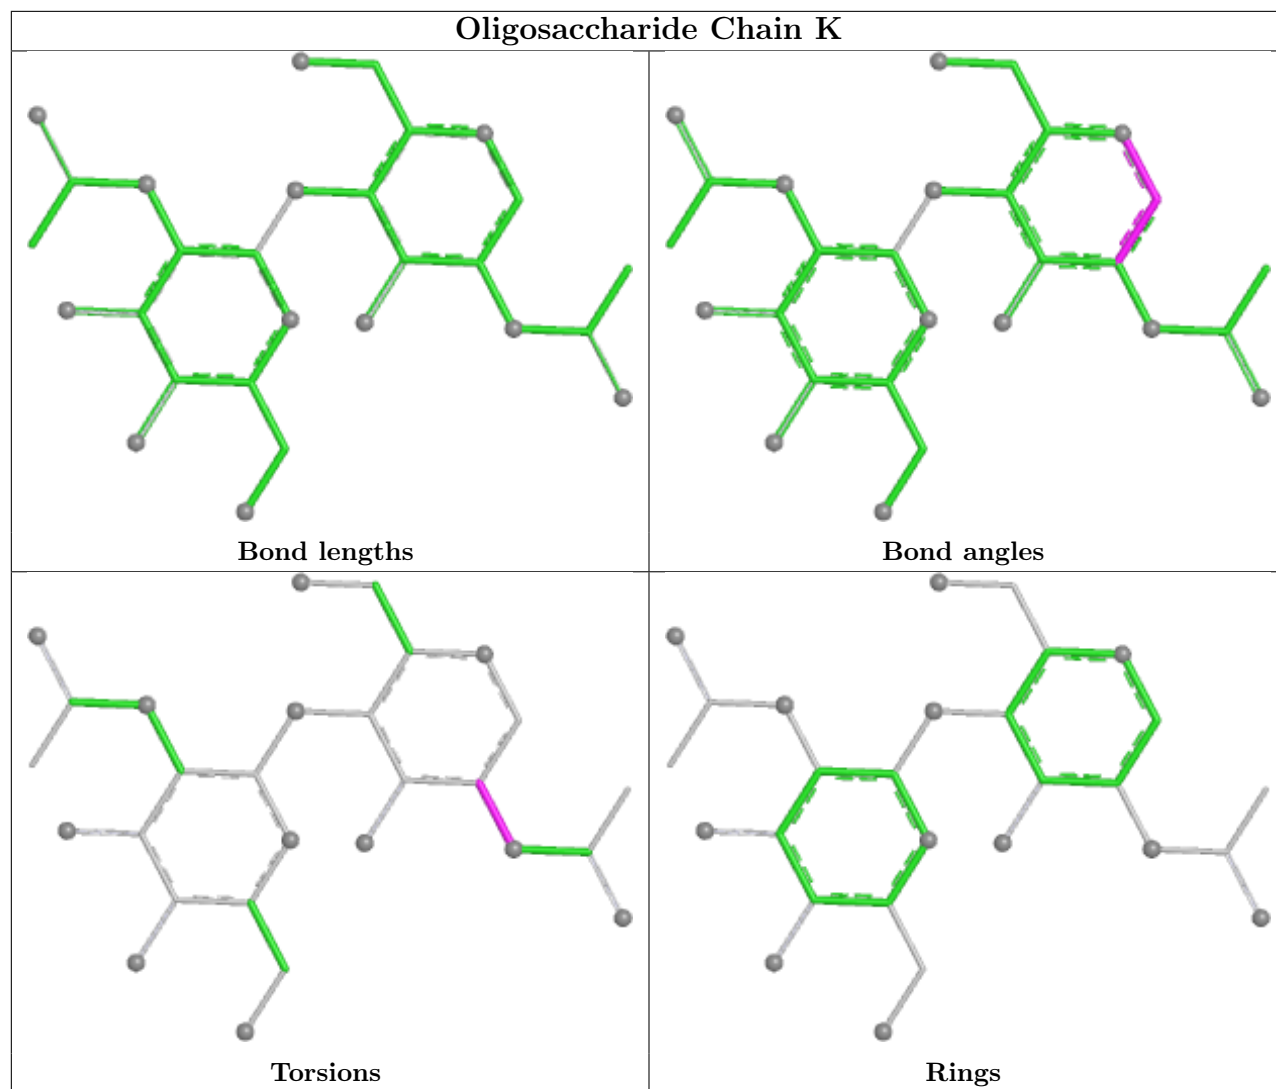 Oligosaccharide Chain K
Bond lengths
Bond angles
Torsions
Rings